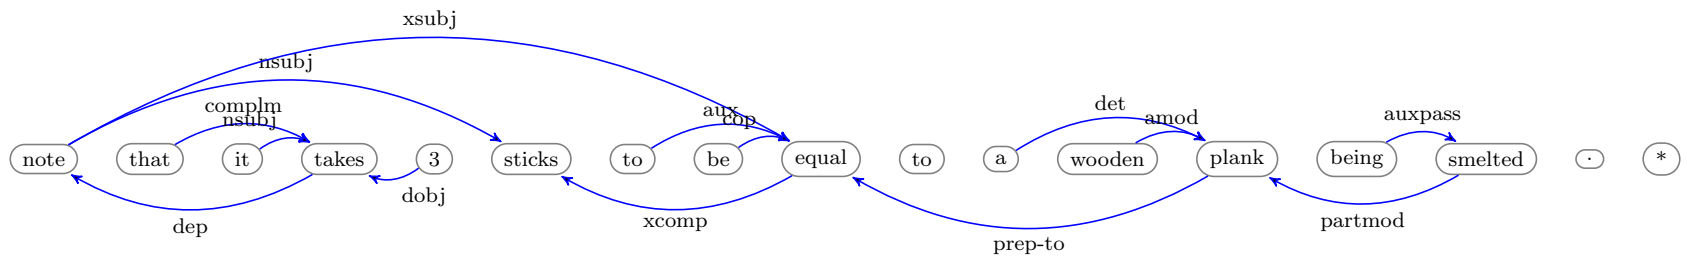 xsubj
nsubj
complm
nsubj
aux
cop
det
amod
auxpass
note that it takes 3 sticks to be equal to a wooden plank being smelted . *
dobj
dep
xcomp
prep-to
partmod